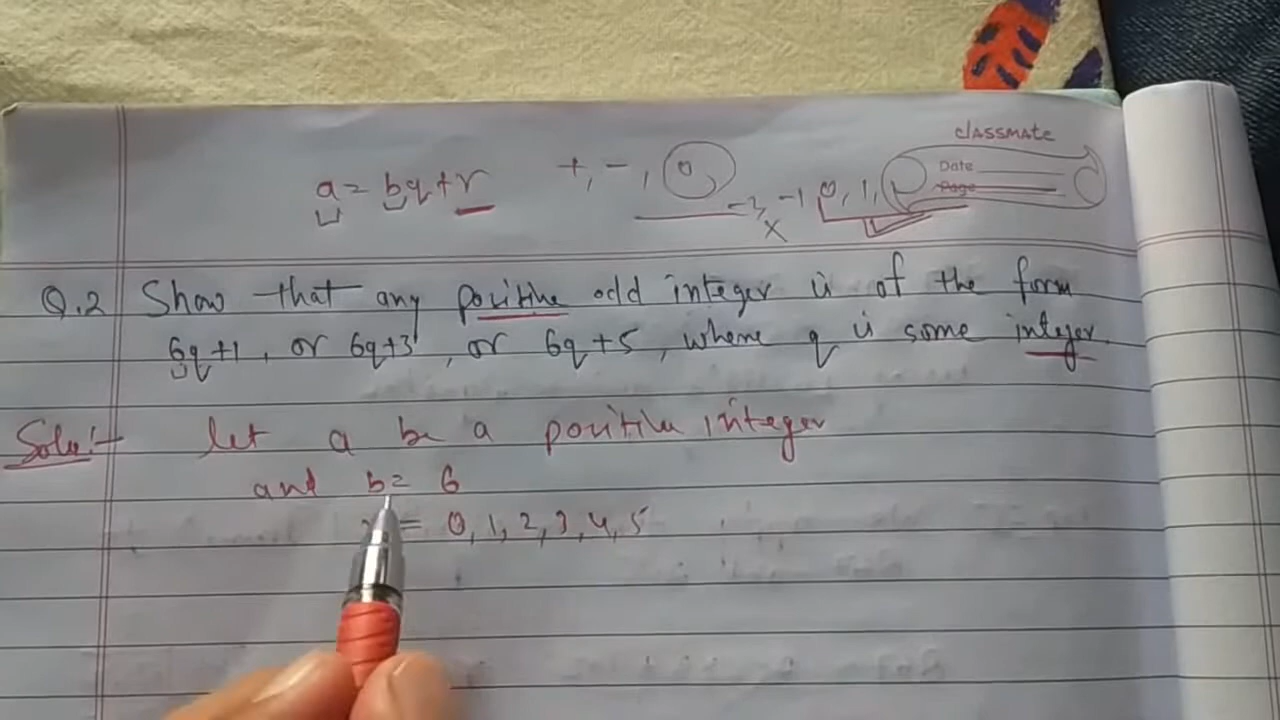 classmate
Date
Page
a = bq + r +, -, 0, -2, -1 0, 1,
x
Q.2 Show that any positive odd integer is of the form
6q+1, or 6q+3, or 6q+5, where q is some integer.
Solu:- let a be a positive integer
and b = 6
= 0, 1, 2, 3, 4, 5